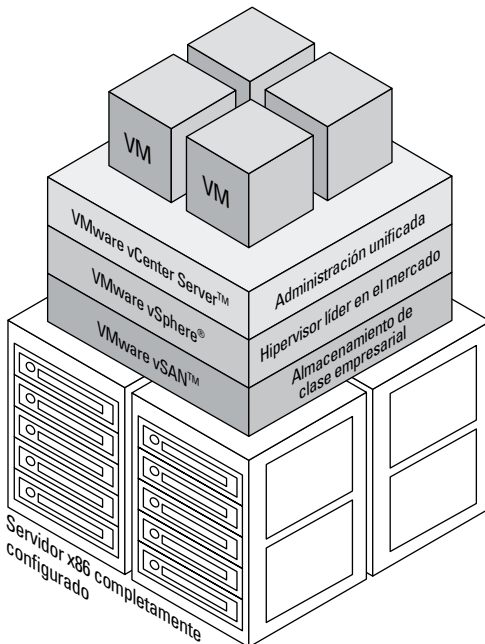 VM
VM
VMware vCenter Server™
Administración unificada
VMware vSphere®
Hipervisor líder en el mercado
VMware vSAN™
Almacenamiento de
clase empresarial
Servidor x86 completamente
configurado